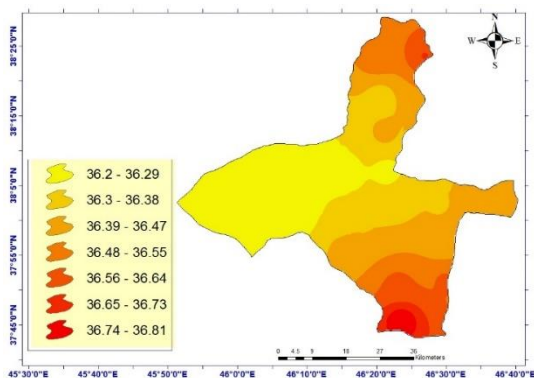 N
W E
S
38°25'0"N
38°15'0"N
38°5'0"N
37°55'0"N
37°45'0"N
36.2 - 36.29
36.3 - 36.38
36.39 - 36.47
36.48 - 36.55
36.56 - 36.64
36.65 - 36.73
36.74 - 36.81
0 4.5 9 18 27 36
Kilometers
45°30'0"E 45°40'0"E 45°50'0"E 46°0'0"E 46°10'0"E 46°20'0"E 46°30'0"E 46°40'0"E